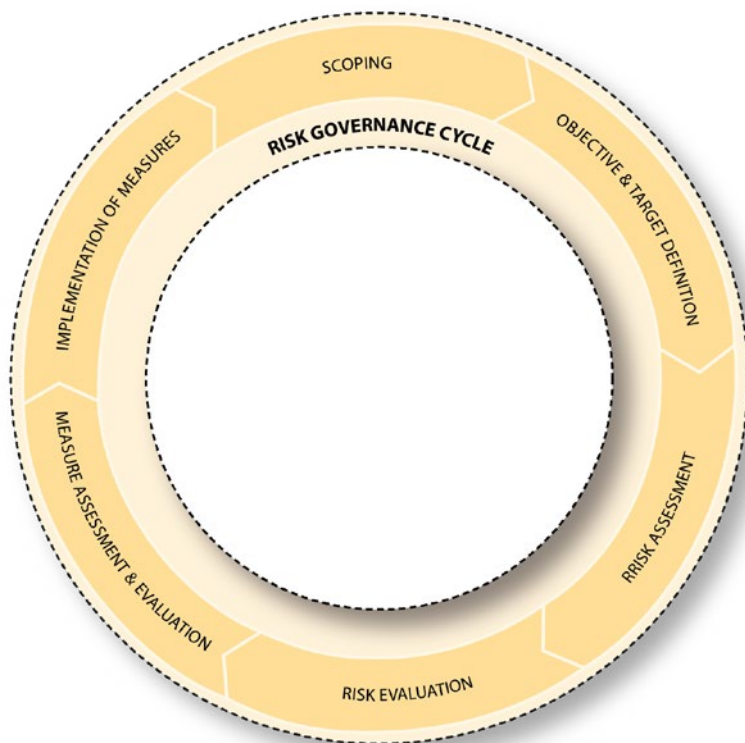 SCOPING
RISK GOVERNANCE CYCLE
OBJECTIVE & TARGET DEFINITION
RRISK ASSESSMENT
RISK EVALUATION
MEASURE ASSESSMENT & EVALUATION
IMPLEMENTATION OF MEASURES